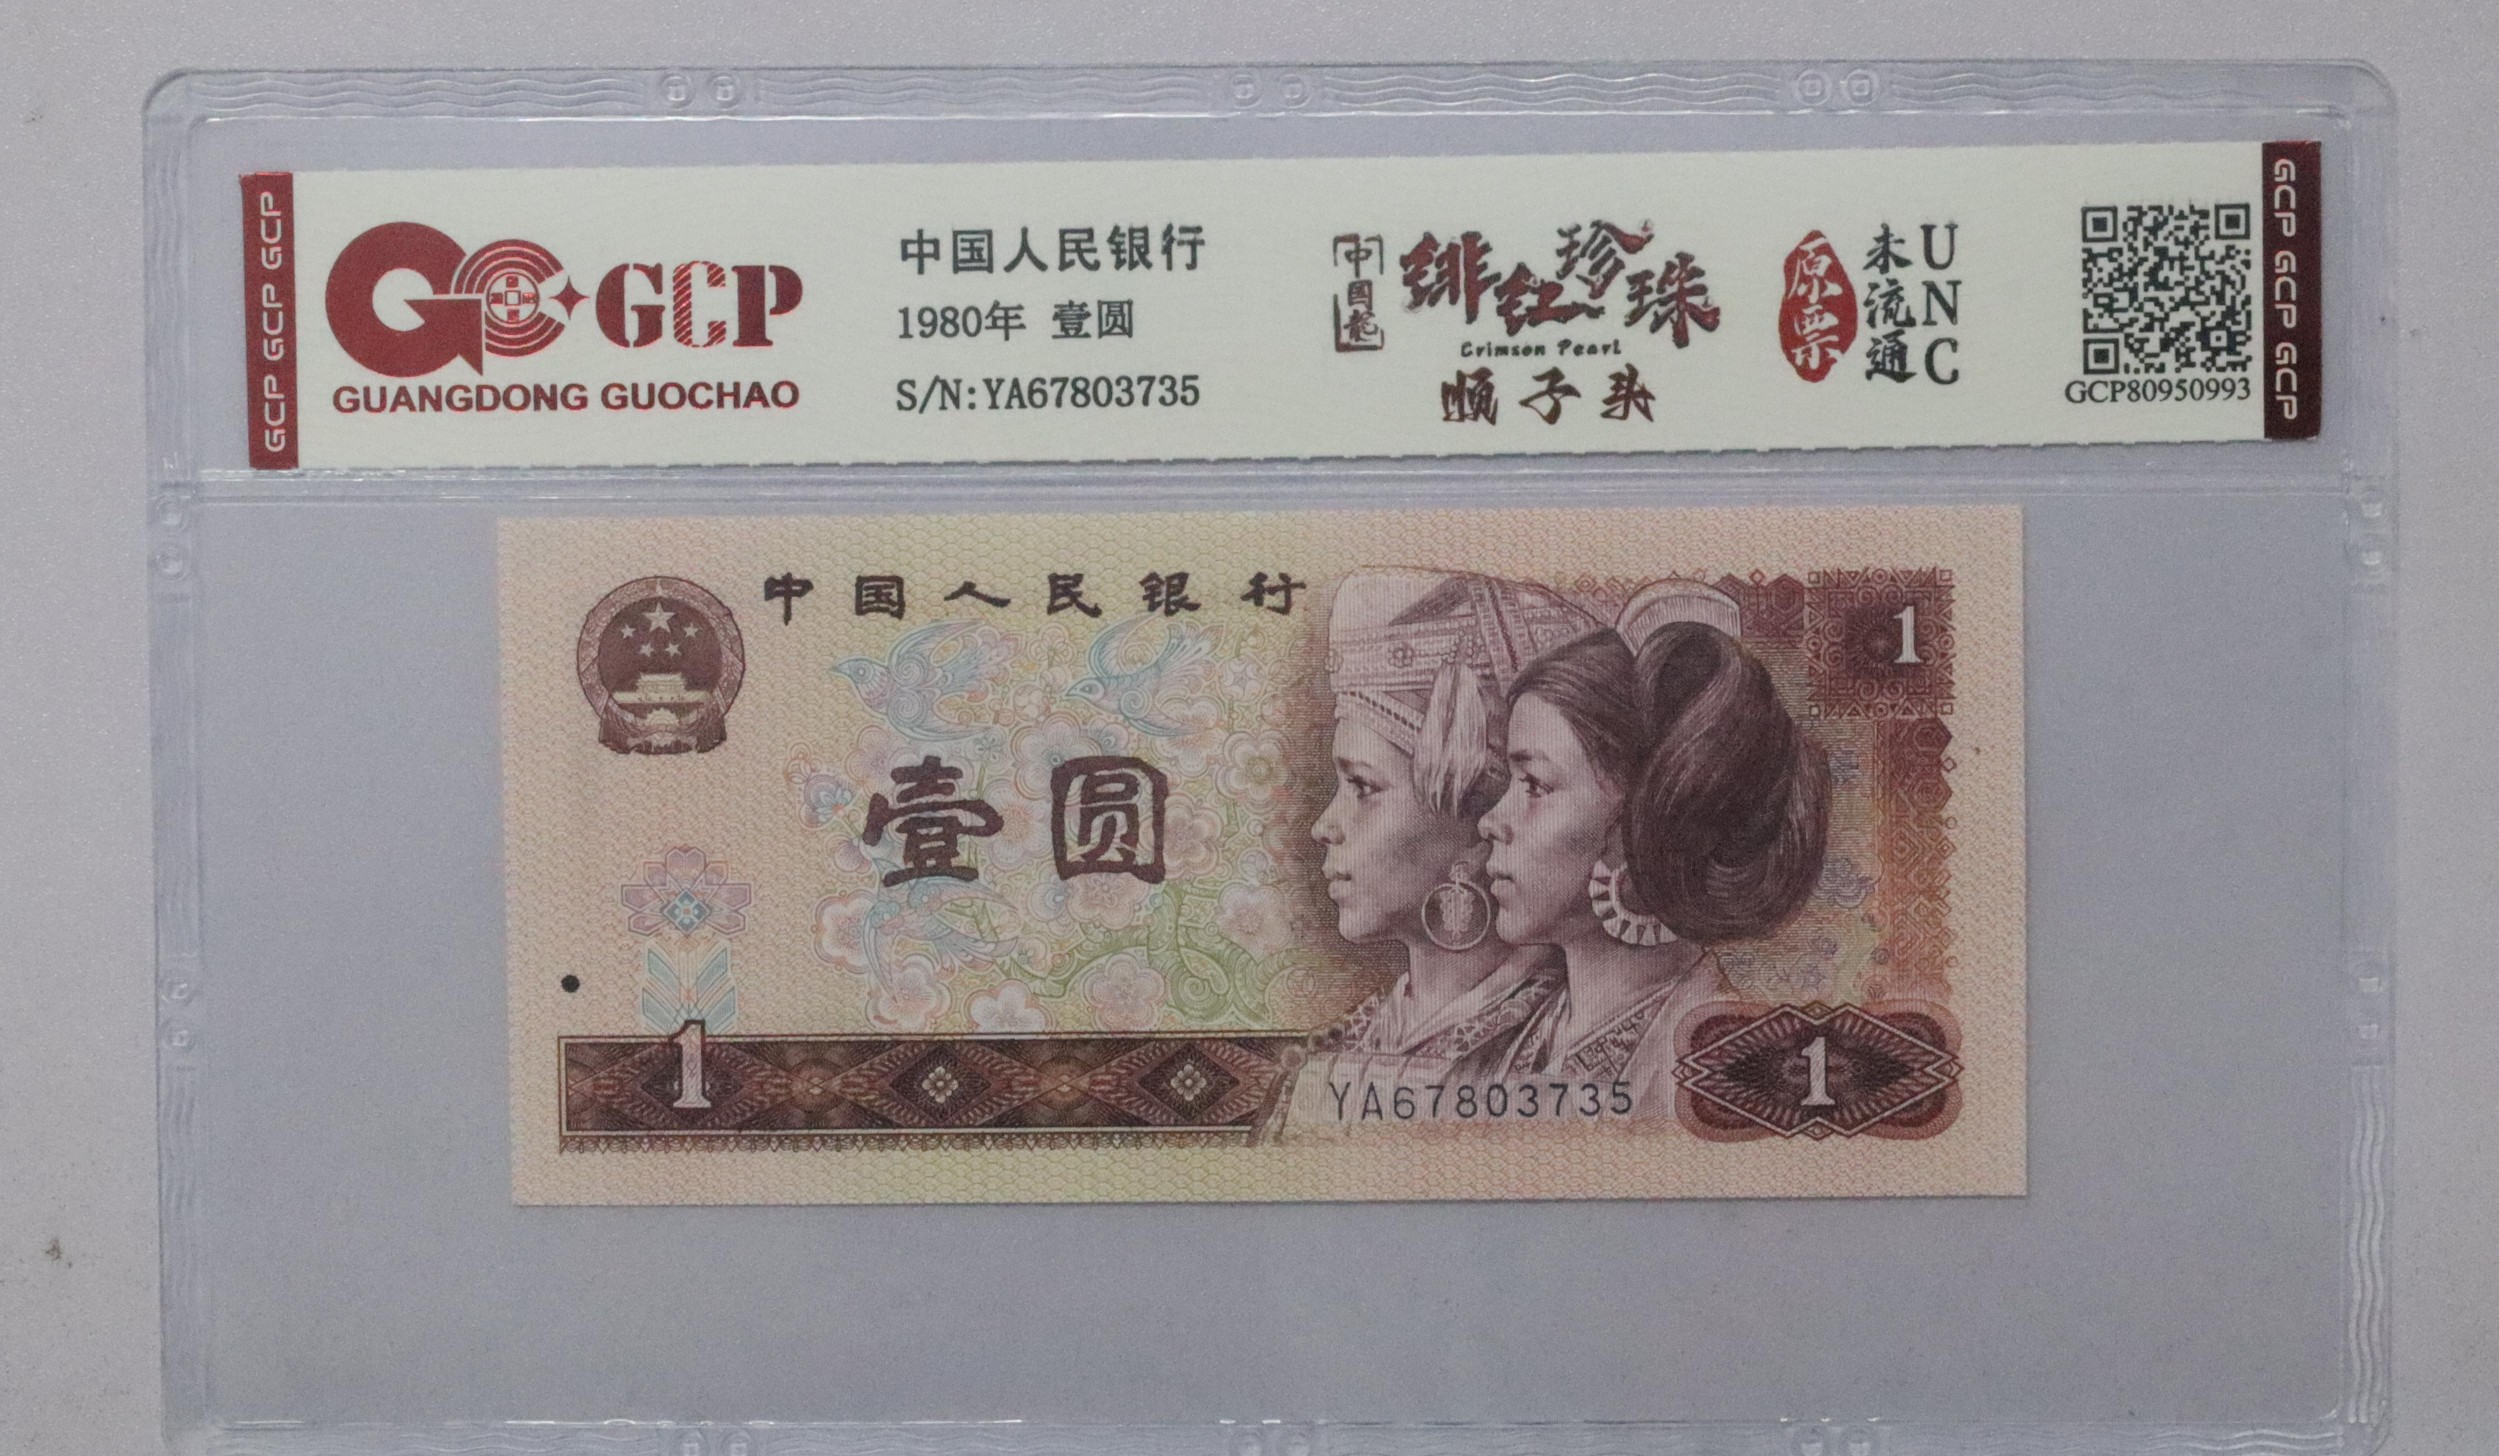 GCP GCP GCP
GCP
GUANGDONG GUOCHAO
中国人民银行
1980年 壹圆
S/N:YA67803735
中国龙
绯红珍珠
Crimson Pearl
顺子头
原票
未流通
UNC
GCP80950993
GCP GCP GCP
中国人民银行
1
壹圆
1
YA67803735
1